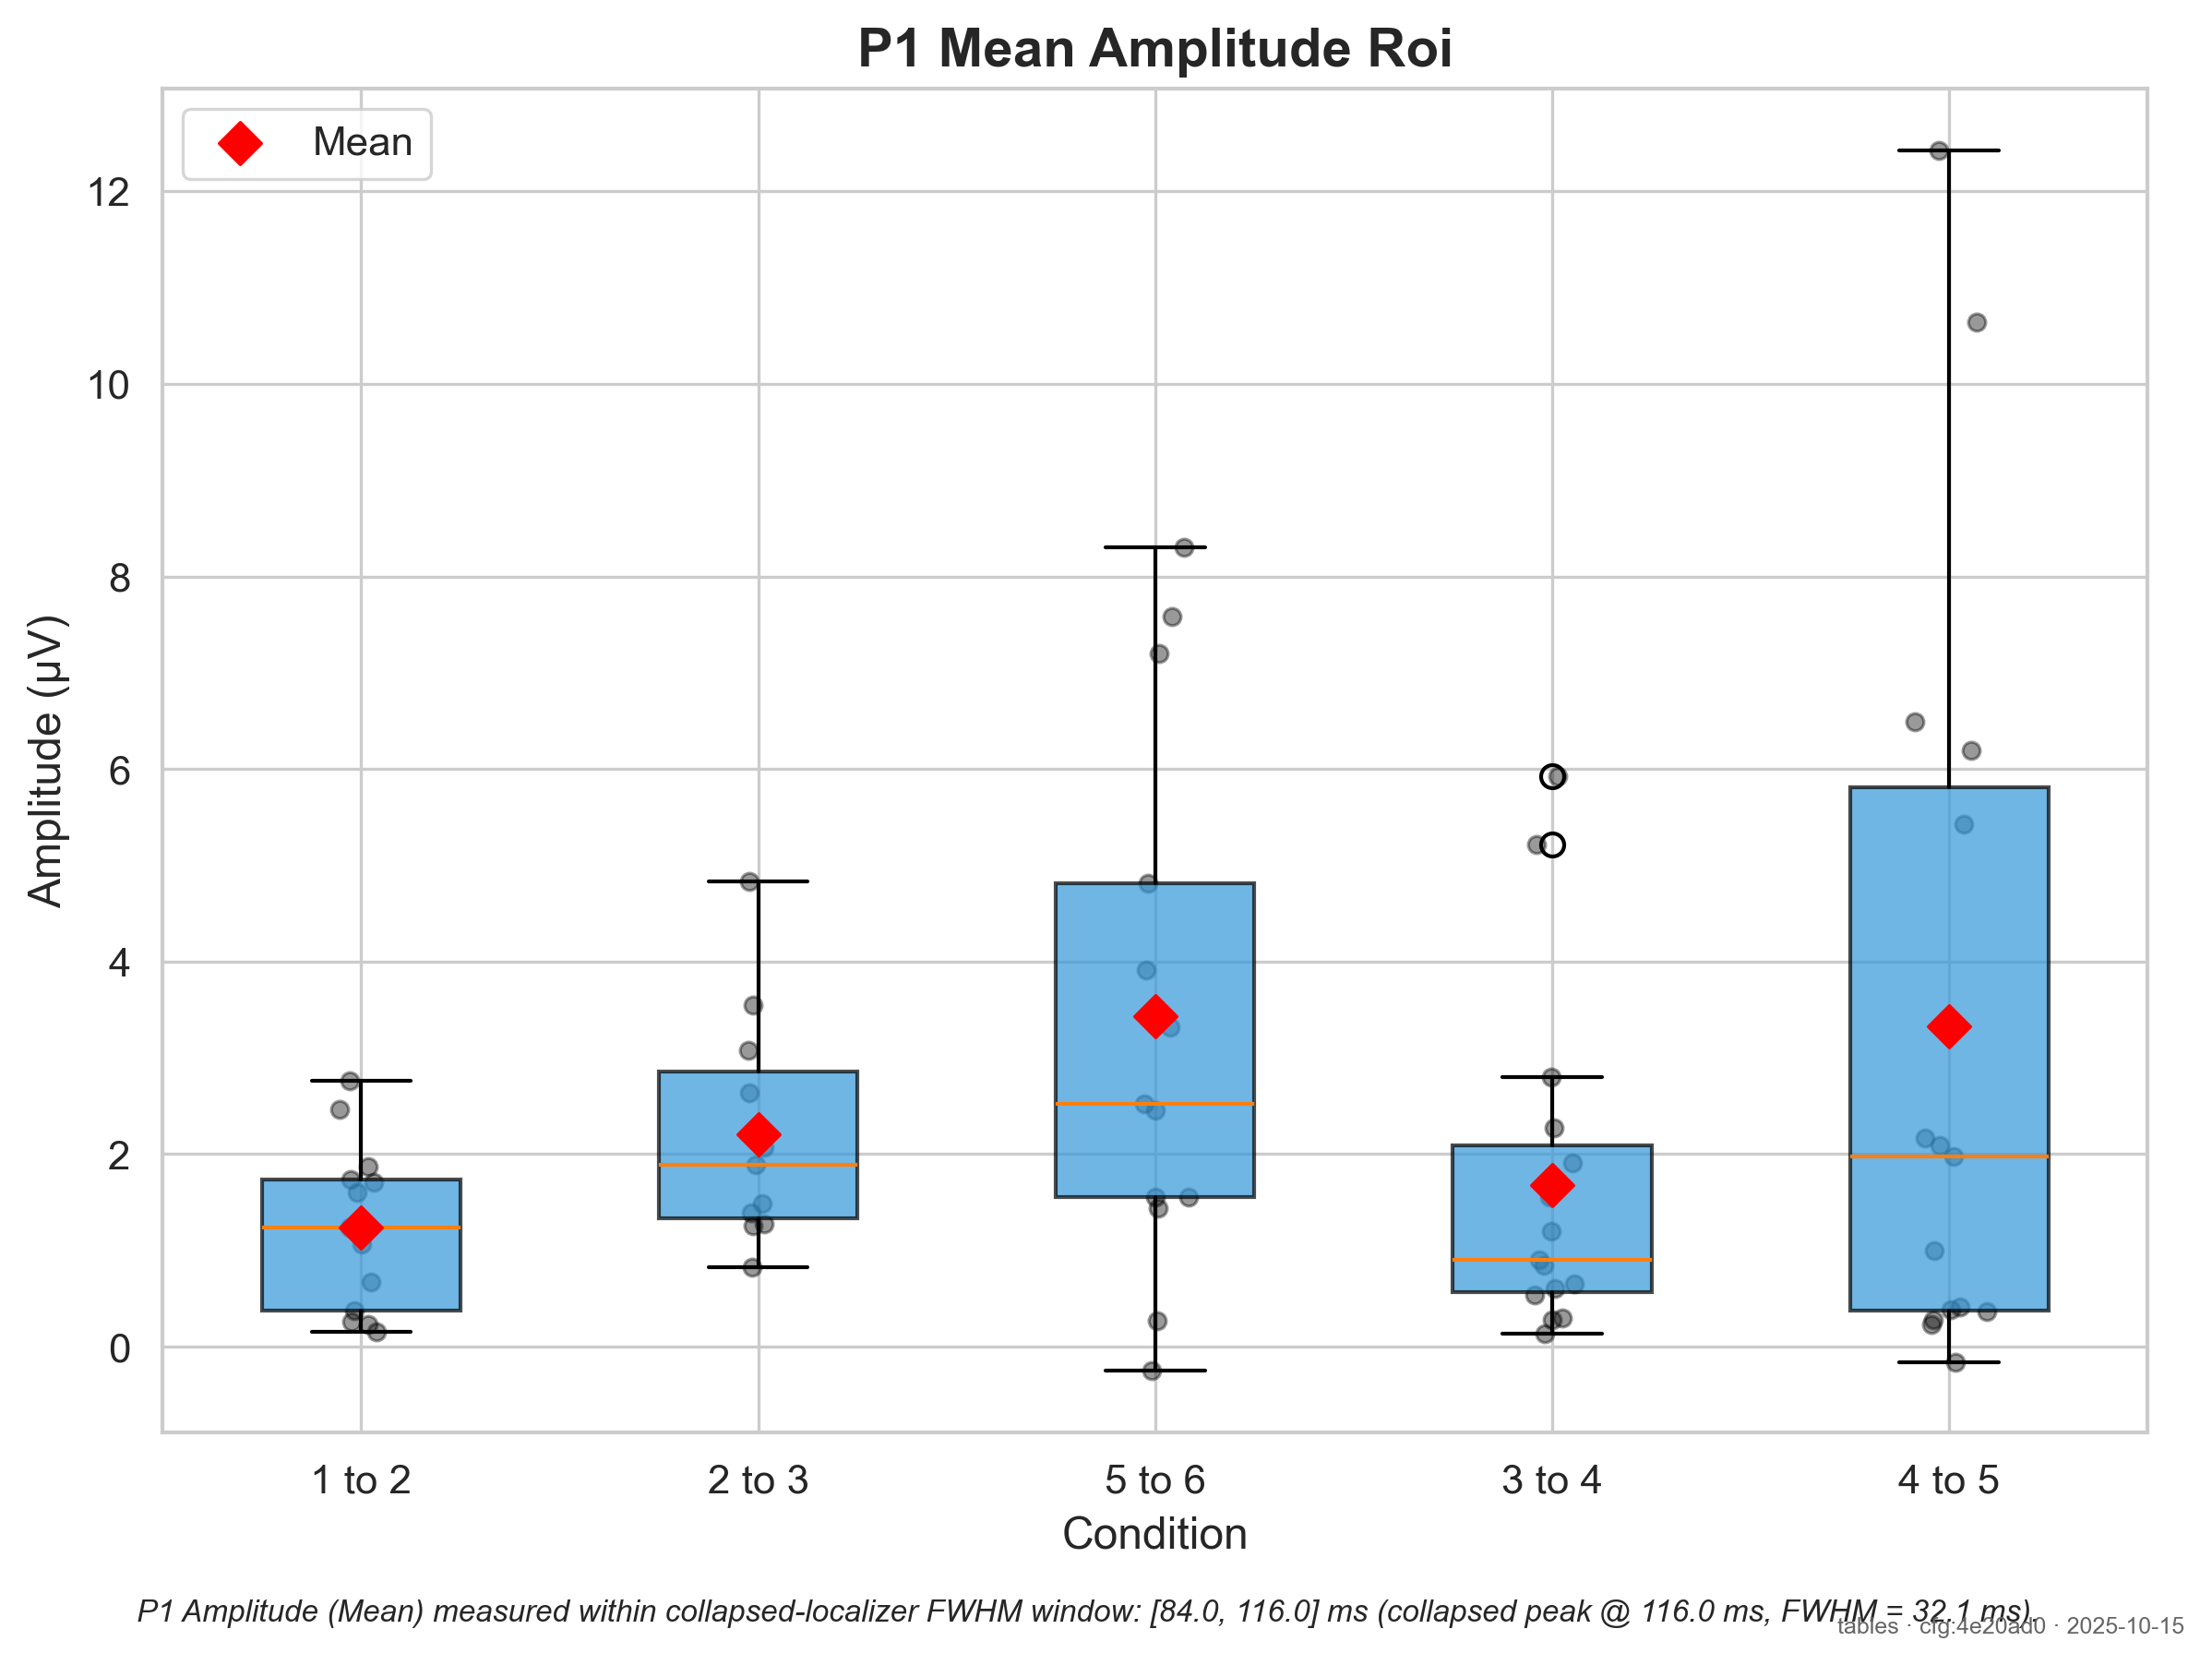 P1 Mean Amplitude Roi
Mean
12
10
8
6
4
2
0
Amplitude (µV)
1 to 2
2 to 3
5 to 6
3 to 4
4 to 5
Condition
P1 Amplitude (Mean) measured within collapsed-localizer FWHM window: [84.0, 116.0] ms (collapsed peak @ 116.0 ms, FWHM = 32.1 ms).
tables · cfg:4e20ad0 · 2025-10-15